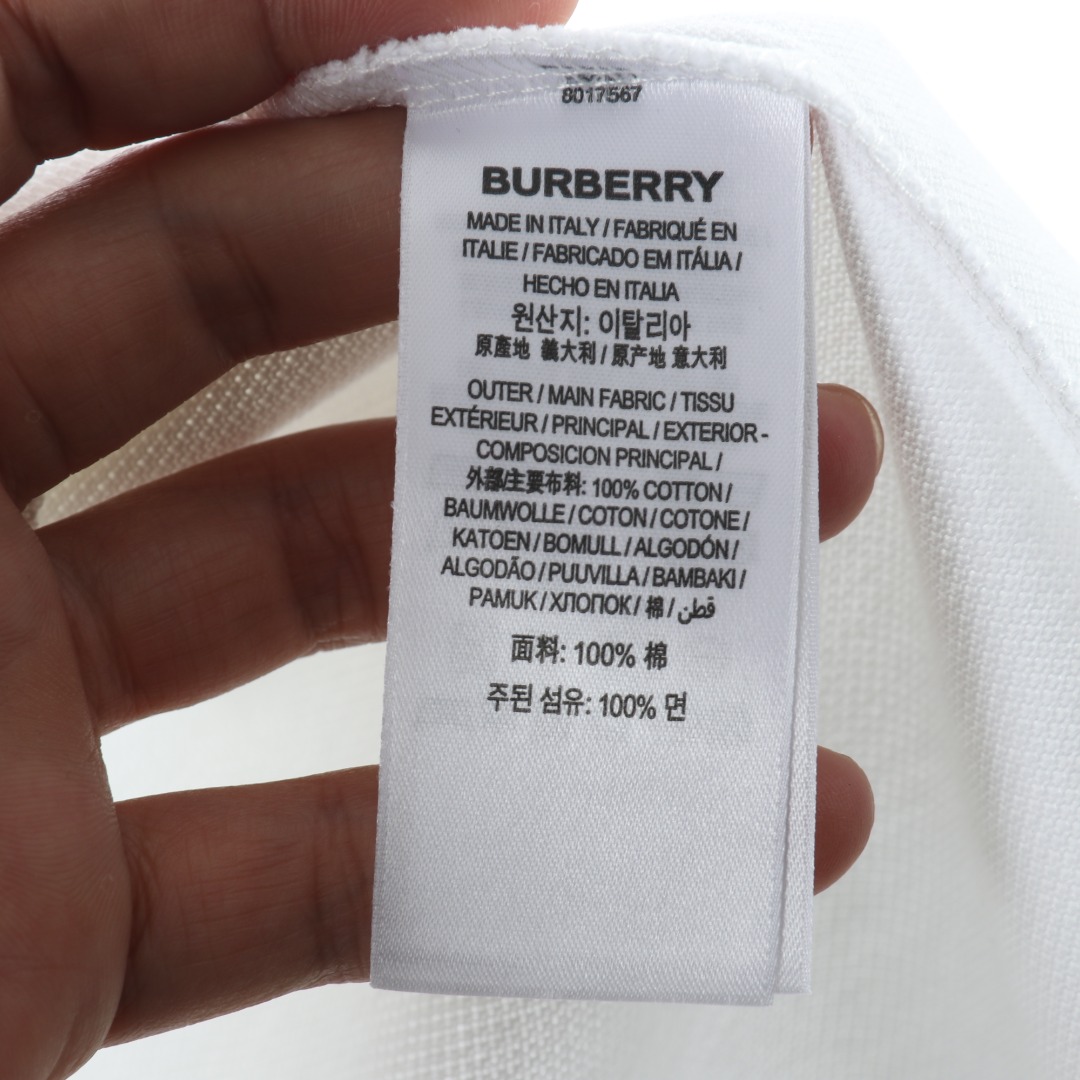 8017567
BURBERRY
MADE IN ITALY / FABRIQUÉ EN
ITALIE / FABRICADO EM ITÁLIA /
HECHO EN ITALIA
원산지: 이탈리아
原產地 義大利 / 原产地 意大利
OUTER / MAIN FABRIC / TISSU
EXTÉRIEUR / PRINCIPAL / EXTERIOR -
COMPOSICION PRINCIPAL /
外部/主要布料: 100% COTTON /
BAUMWOLLE / COTON / COTONE /
KATOEN / BOMULL / ALGODÓN /
ALGODÃO / PUUVILLA / BAMBAKI /
PAMUK / ХЛОПОК / 棉 / قطن
面料: 100% 棉
주된 섬유: 100% 면